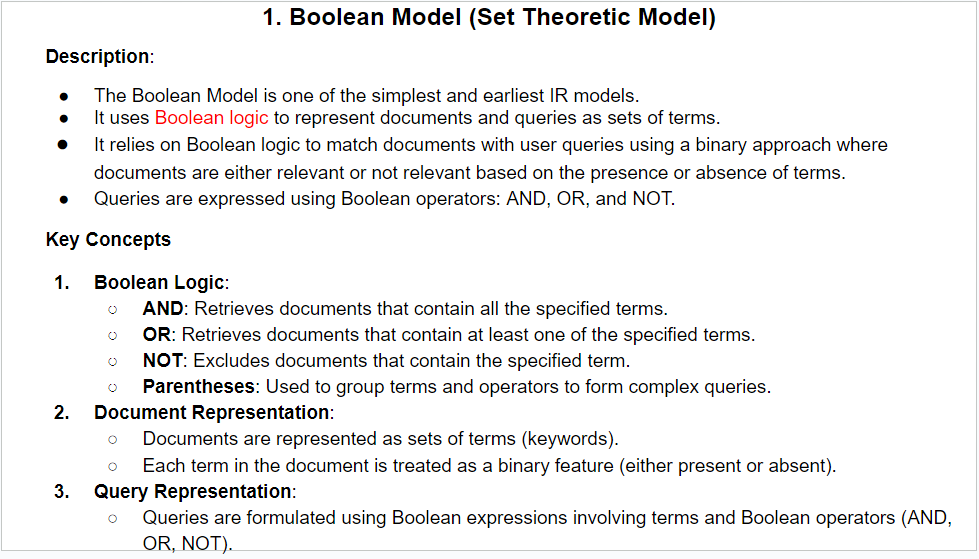 1. Boolean Model (Set Theoretic Model)
Description:
● The Boolean Model is one of the simplest and earliest IR models.
● It uses Boolean logic to represent documents and queries as sets of terms.
● It relies on Boolean logic to match documents with user queries using a binary approach where
documents are either relevant or not relevant based on the presence or absence of terms.
● Queries are expressed using Boolean operators: AND, OR, and NOT.
Key Concepts
1. Boolean Logic:
○ AND: Retrieves documents that contain all the specified terms.
○ OR: Retrieves documents that contain at least one of the specified terms.
○ NOT: Excludes documents that contain the specified term.
○ Parentheses: Used to group terms and operators to form complex queries.
2. Document Representation:
○ Documents are represented as sets of terms (keywords).
○ Each term in the document is treated as a binary feature (either present or absent).
3. Query Representation:
○ Queries are formulated using Boolean expressions involving terms and Boolean operators (AND,
OR, NOT).